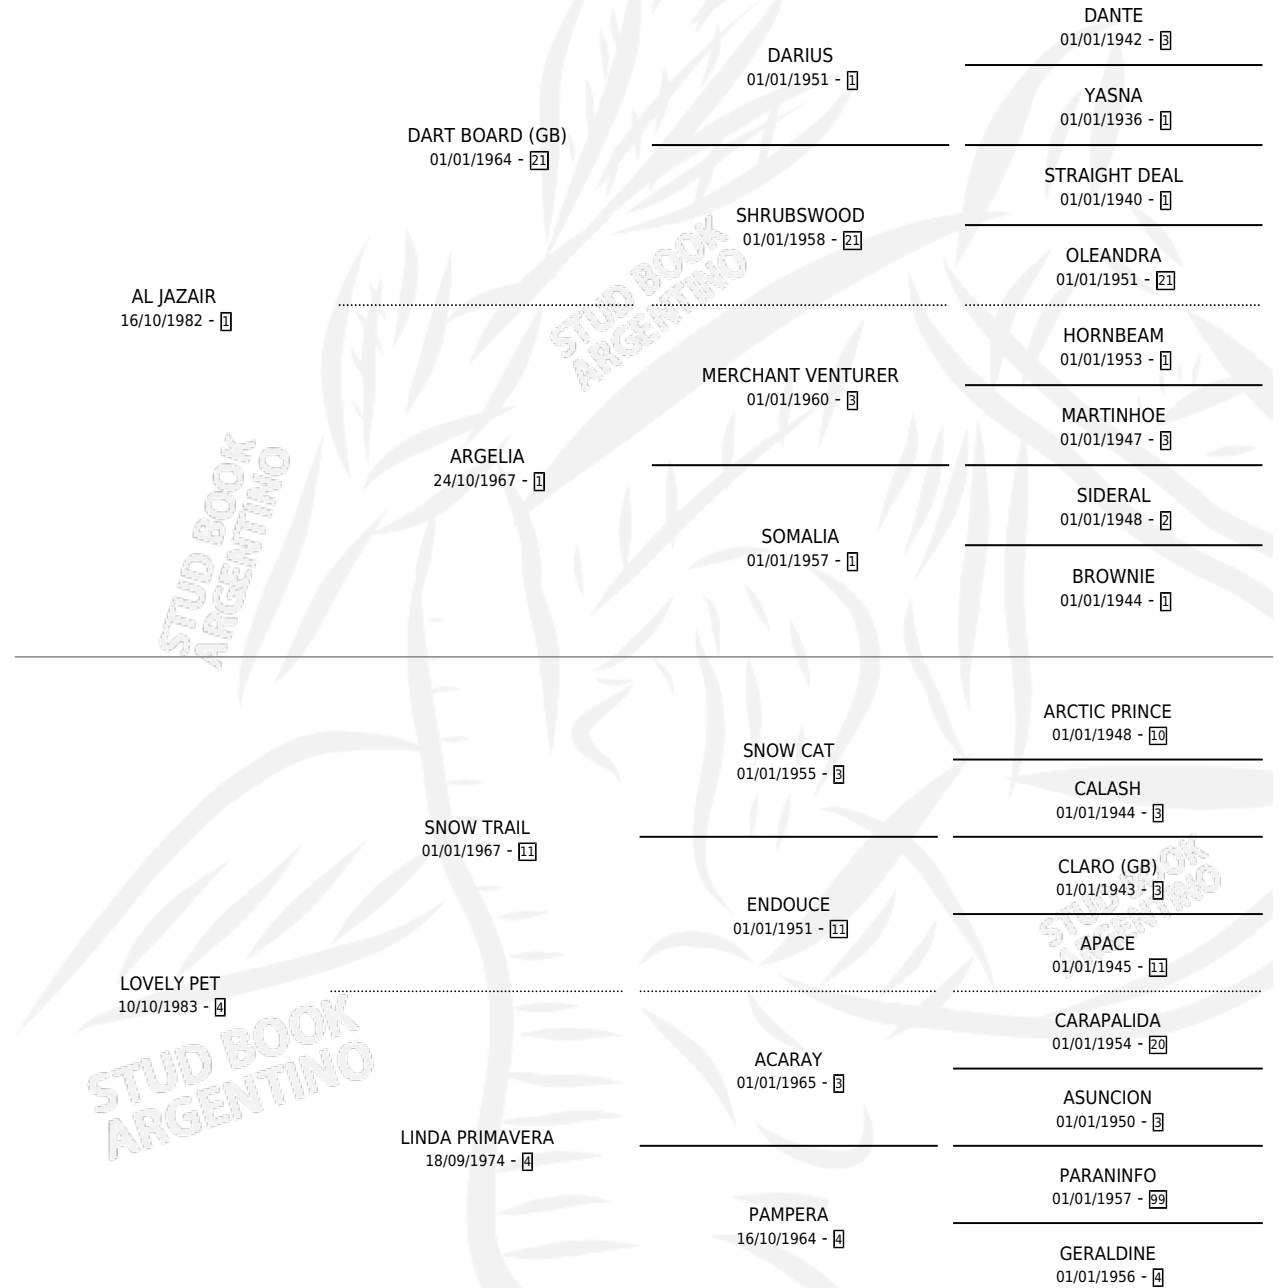 DANTE
01/01/1942 - 3
DARIUS
01/01/1951 - 1
YASNA
01/01/1936 - 1
DART BOARD (GB)
01/01/1964 - 21
STRAIGHT DEAL
01/01/1940 - 1
SHRUBSWOOD
01/01/1958 - 21
OLEANDRA
01/01/1951 - 21
AL JAZAIR
16/10/1982 - 1
STUD BOOK
ARGENTINO
HORNBEAM
01/01/1953 - 1
MERCHANT VENTURER
01/01/1960 - 3
MARTINHOE
01/01/1947 - 3
ARGELIA
24/10/1967 - 1
SIDERAL
01/01/1948 - 2
SOMALIA
01/01/1957 - 1
BROWNIE
01/01/1944 - 1
STUD BOOK
ARGENTINO
ARCTIC PRINCE
01/01/1948 - 10
SNOW CAT
01/01/1955 - 3
CALASH
01/01/1944 - 3
SNOW TRAIL
01/01/1967 - 11
CLARO (GB)
01/01/1943 - 3
ENDOUCE
01/01/1951 - 11
STUD BOOK
ARGENTINO
APACE
01/01/1945 - 11
LOVELY PET
10/10/1983 - 4
CARAPALIDA
01/01/1954 - 20
ACARAY
01/01/1965 - 3
STUD BOOK
ARGENTINO
ASUNCION
01/01/1950 - 3
LINDA PRIMAVERA
18/09/1974 - 4
PARANINFO
01/01/1957 - 99
PAMPERA
16/10/1964 - 4
GERALDINE
01/01/1956 - 4